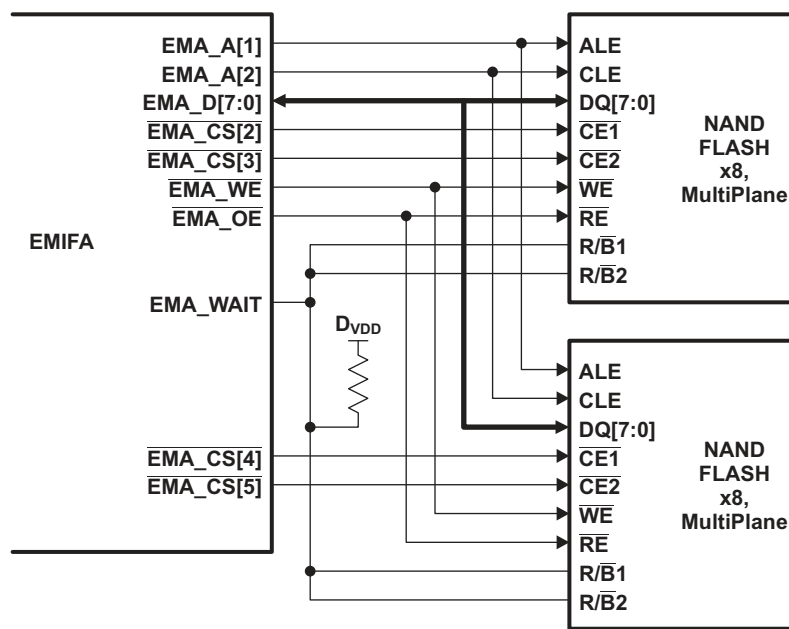 EMA_A[1]
EMA_A[2]
EMA_D[7:0]
EMA_CS[2]
EMA_CS[3]
EMA_WE
EMA_OE
EMIFA
EMA_WAIT
DVDD
EMA_CS[4]
EMA_CS[5]
ALE
CLE
DQ[7:0]
CE1
CE2
WE
RE
R/B1
R/B2
NAND
FLASH
x8,
MultiPlane
ALE
CLE
DQ[7:0]
CE1
CE2
WE
RE
R/B1
R/B2
NAND
FLASH
x8,
MultiPlane